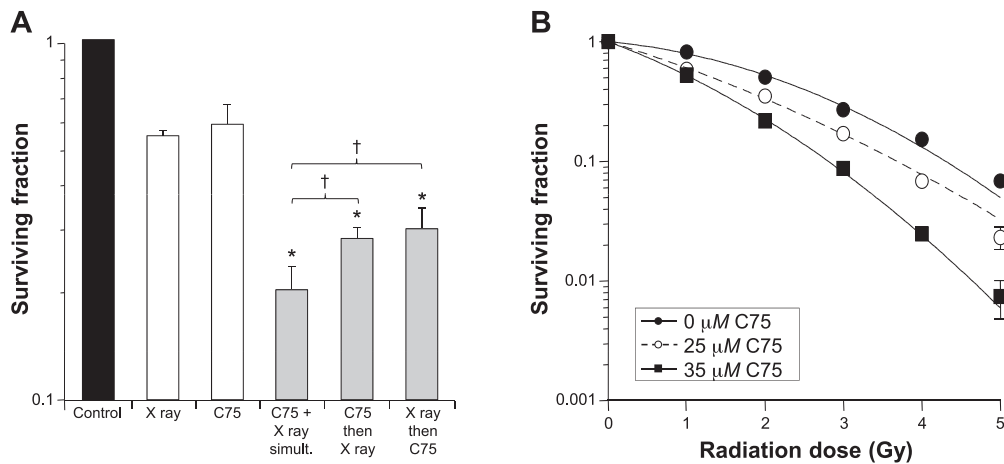 A
Surviving fraction
1
0.1
†
†
*
*
*
Control
X ray
C75
C75 +
X ray
simult.
C75
then
X ray
X ray
then
C75
B
Surviving fraction
1
0.1
0.01
0.001
0 μM C75
25 μM C75
35 μM C75
0
1
2
3
4
5
Radiation dose (Gy)